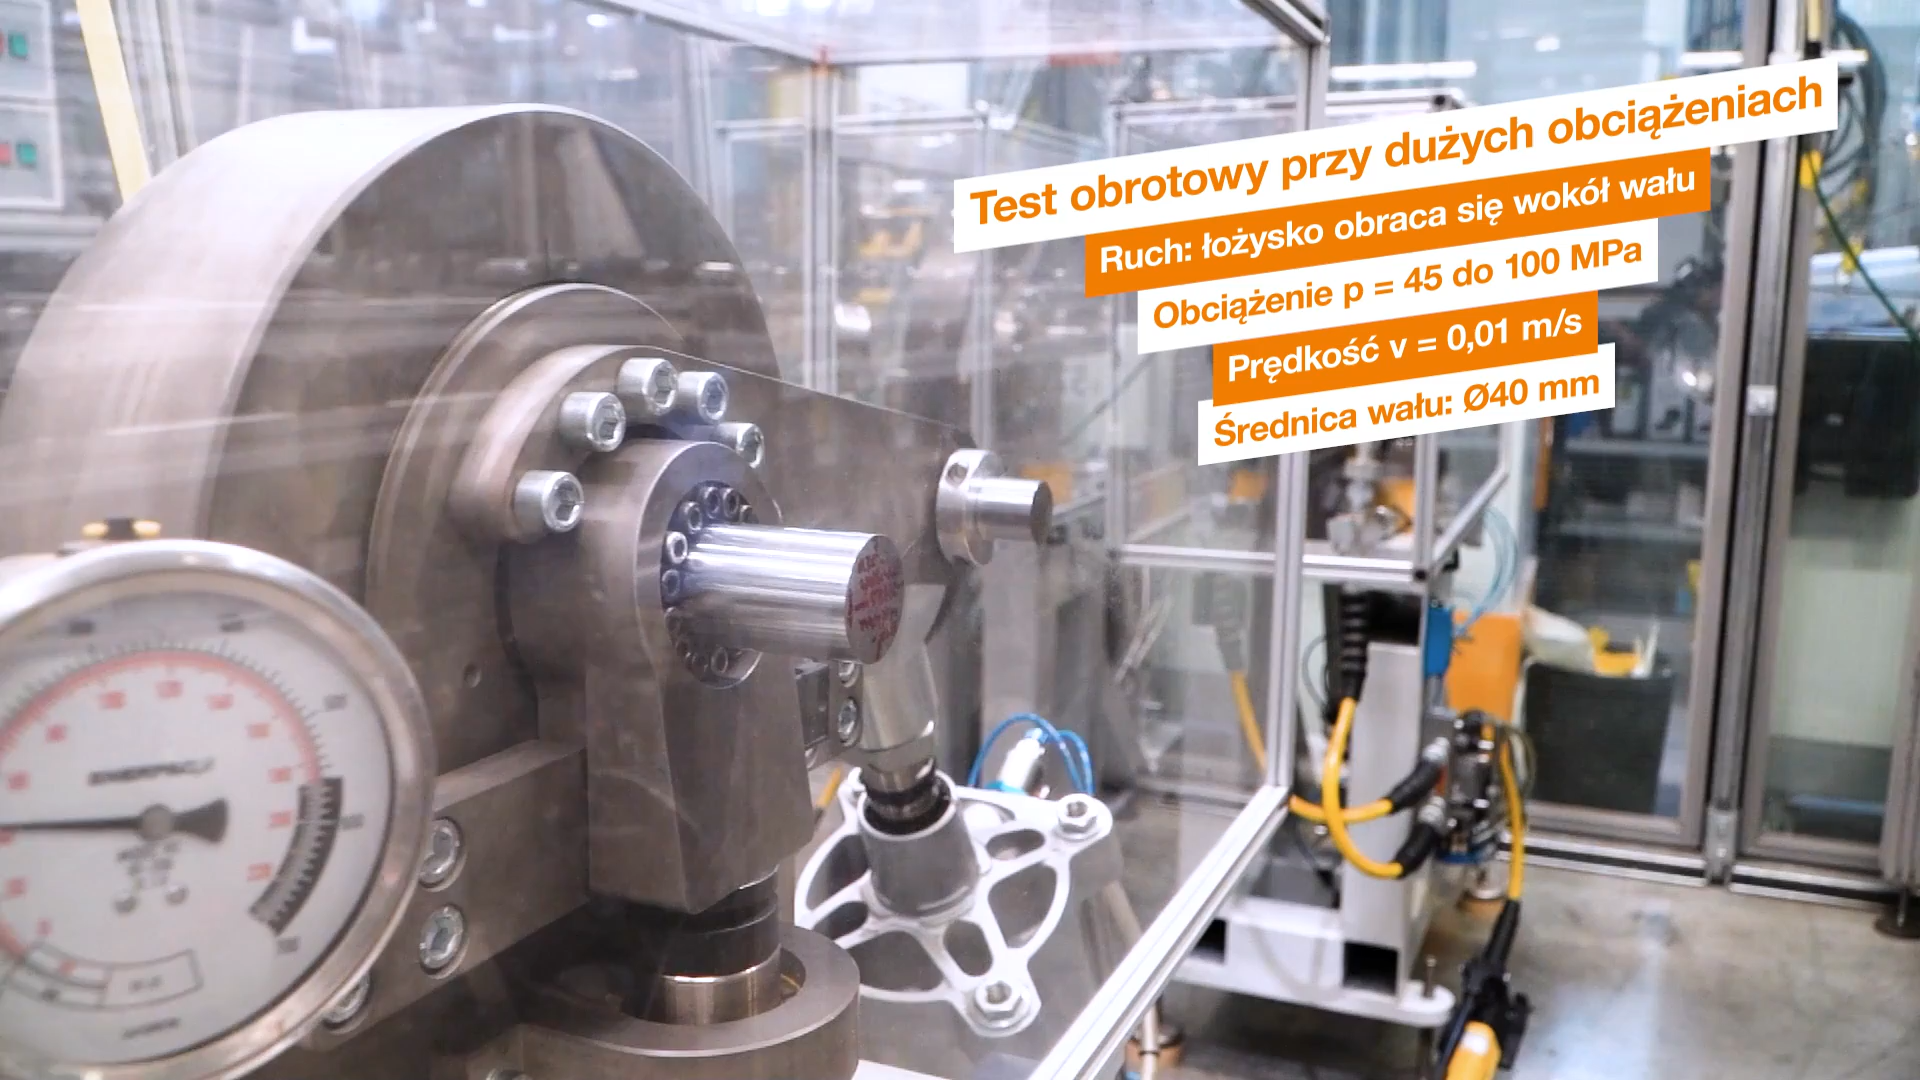 Test obrotowy przy dużych obciążeniach
Ruch: łożysko obraca się wokół wału
Obciążenie p = 45 do 100 MPa
Prędkość v = 0,01 m/s
Średnica wału: Ø40 mm
ENERPAC